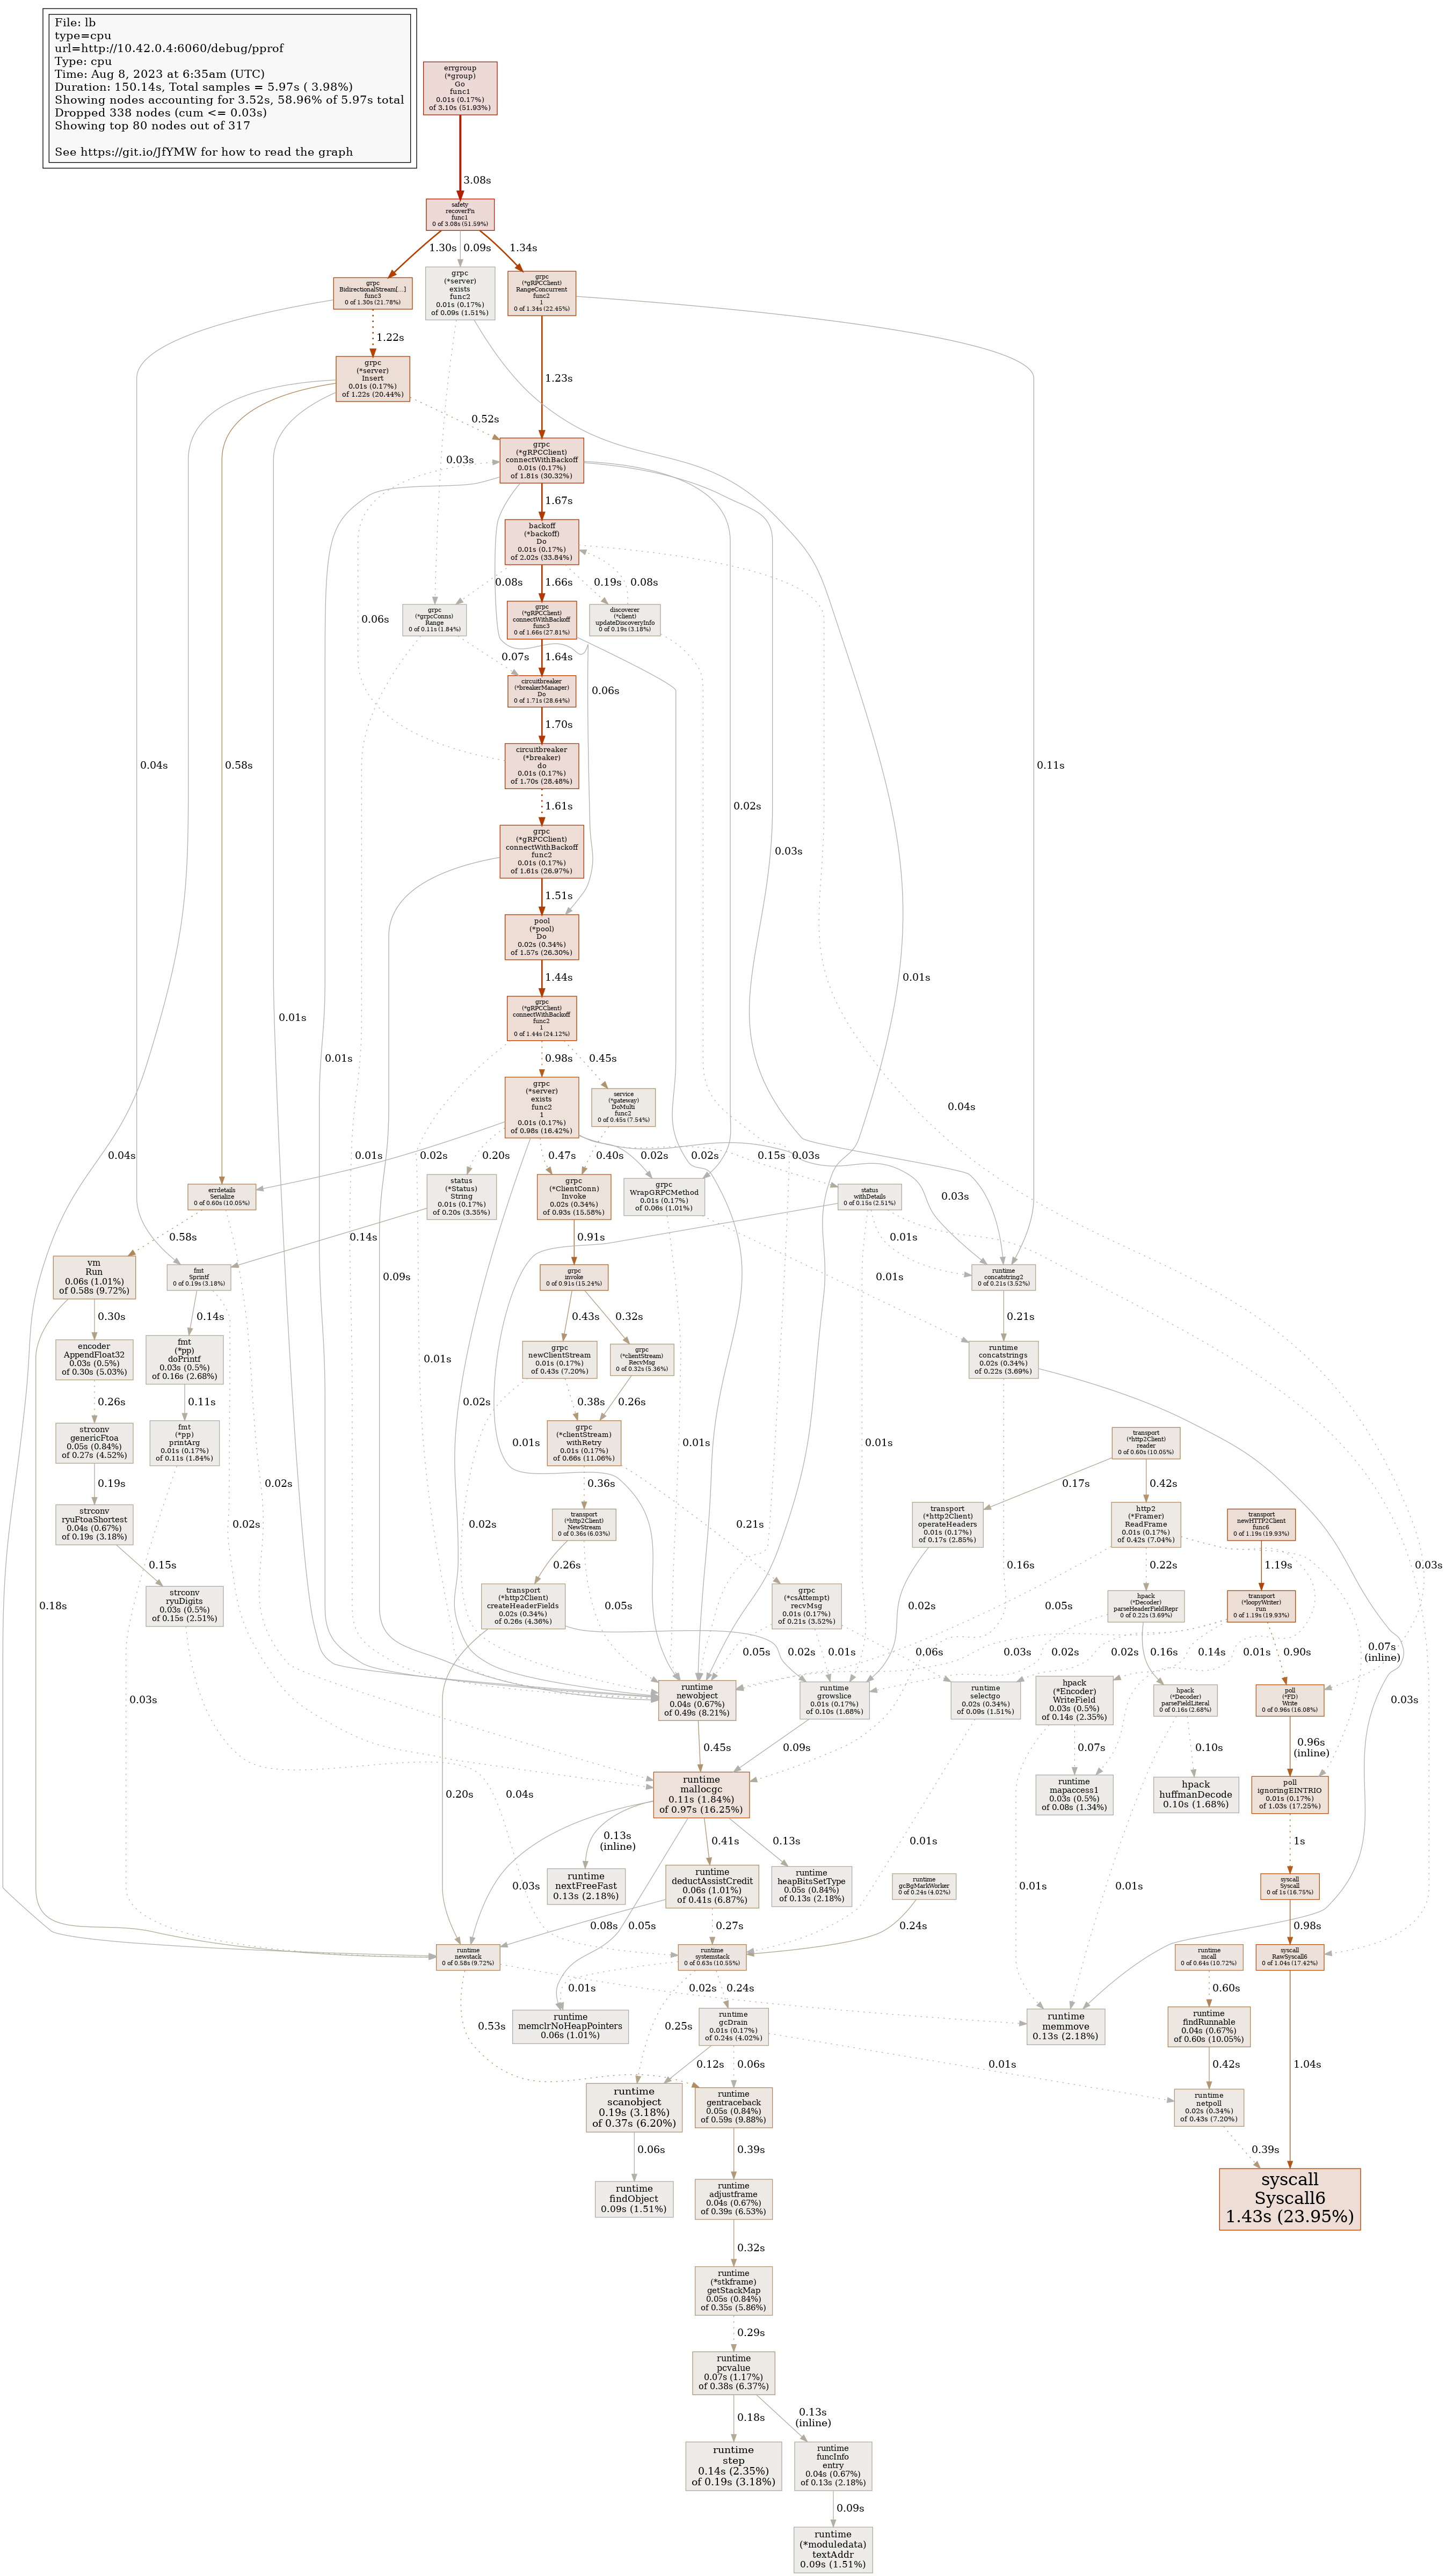 File: lb
type=cpu
url=http://10.42.0.4:6060/debug/pprof
Type: cpu
Time: Aug 8, 2023 at 6:35am (UTC)
Duration: 150.14s, Total samples = 5.97s ( 3.98%)
Showing nodes accounting for 3.52s, 58.96% of 5.97s total
Dropped 338 nodes (cum <= 0.03s)
Showing top 80 nodes out of 317
See https://git.io/JfYMW for how to read the graph
errgroup
(*group)
Go
func1
0.01s (0.17%)
of 3.10s (51.93%)
3.08s
safety
recoverFn
func1
0 of 3.08s (51.59%)
1.30s
0.09s
1.34s
grpc
BidirectionalStream[...]
func3
0 of 1.30s (21.78%)
grpc
(*server)
exists
func2
0.01s (0.17%)
of 0.09s (1.51%)
grpc
(*gRPCClient)
RangeConcurrent
func2
1
0 of 1.34s (22.45%)
1.22s
grpc
(*server)
Insert
0.01s (0.17%)
of 1.22s (20.44%)
1.23s
0.52s
0.03s
grpc
(*gRPCClient)
connectWithBackoff
0.01s (0.17%)
of 1.81s (30.32%)
1.67s
backoff
(*backoff)
Do
0.01s (0.17%)
of 2.02s (33.84%)
0.08s
1.66s
0.19s
0.08s
grpc
(*grpcConns)
Range
0 of 0.11s (1.84%)
grpc
(*gRPCClient)
connectWithBackoff
func3
0 of 1.66s (27.81%)
discoverer
(*client)
updateDiscoveryInfo
0 of 0.19s (3.18%)
0.06s
0.07s
1.64s
circuitbreaker
(*breakerManager)
Do
0 of 1.71s (28.64%)
0.06s
1.70s
circuitbreaker
(*breaker)
do
0.01s (0.17%)
of 1.70s (28.48%)
0.04s
0.58s
0.11s
1.61s
0.02s
grpc
(*gRPCClient)
connectWithBackoff
func2
0.01s (0.17%)
of 1.61s (26.97%)
0.03s
1.51s
pool
(*pool)
Do
0.02s (0.34%)
of 1.57s (26.30%)
1.44s
0.01s
grpc
(*gRPCClient)
connectWithBackoff
func2
1
0 of 1.44s (24.12%)
0.01s
0.01s
0.98s
0.45s
grpc
(*server)
exists
func2
1
0.01s (0.17%)
of 0.98s (16.42%)
service
(*gateway)
DoMulti
func2
0 of 0.45s (7.54%)
0.04s
0.04s
0.01s
0.02s
0.20s
0.47s
0.40s
0.02s
0.02s
0.15s
0.03s
errdetails
Serialize
0 of 0.60s (10.05%)
status
(*Status)
String
0.01s (0.17%)
of 0.20s (3.35%)
grpc
(*ClientConn)
Invoke
0.02s (0.34%)
of 0.93s (15.58%)
grpc
WrapGRPCMethod
0.01s (0.17%)
of 0.06s (1.01%)
status
withDetails
0 of 0.15s (2.51%)
0.03s
0.58s
0.14s
0.91s
0.01s
vm
Run
0.06s (1.01%)
of 0.58s (9.72%)
fmt
Sprintf
0 of 0.19s (3.18%)
0.09s
grpc
invoke
0 of 0.91s (15.24%)
0.01s
runtime
concatstring2
0 of 0.21s (3.52%)
0.30s
0.14s
0.43s
0.32s
0.21s
encoder
AppendFloat32
0.03s (0.5%)
of 0.30s (5.03%)
fmt
(*pp)
doPrintf
0.03s (0.5%)
of 0.16s (2.68%)
0.01s
grpc
newClientStream
0.01s (0.17%)
of 0.43s (7.20%)
grpc
(*clientStream)
RecvMsg
0 of 0.32s (5.36%)
runtime
concatstrings
0.02s (0.34%)
of 0.22s (3.69%)
0.26s
0.11s
0.02s
0.38s
0.26s
strconv
genericFtoa
0.05s (0.84%)
of 0.27s (4.52%)
fmt
(*pp)
printArg
0.01s (0.17%)
of 0.11s (1.84%)
grpc
(*clientStream)
withRetry
0.01s (0.17%)
of 0.66s (11.06%)
0.01s
0.01s
0.01s
transport
(*http2Client)
reader
0 of 0.60s (10.05%)
0.19s
0.02s
0.36s
0.17s
0.42s
strconv
ryuFtoaShortest
0.04s (0.67%)
of 0.19s (3.18%)
0.02s
0.02s
transport
(*http2Client)
NewStream
0 of 0.36s (6.03%)
0.21s
transport
(*http2Client)
operateHeaders
0.01s (0.17%)
of 0.17s (2.85%)
http2
(*Framer)
ReadFrame
0.01s (0.17%)
of 0.42s (7.04%)
transport
newHTTP2Client
func6
0 of 1.19s (19.93%)
0.15s
0.26s
0.16s
0.22s
1.19s
0.03s
strconv
ryuDigits
0.03s (0.5%)
of 0.15s (2.51%)
0.18s
transport
(*http2Client)
createHeaderFields
0.02s (0.34%)
of 0.26s (4.36%)
0.05s
grpc
(*csAttempt)
recvMsg
0.01s (0.17%)
of 0.21s (3.52%)
0.02s
0.05s
hpack
(*Decoder)
parseHeaderFieldRepr
0 of 0.22s (3.69%)
transport
(*loopyWriter)
run
0 of 1.19s (19.93%)
0.05s
0.02s
0.01s
0.06s
0.03s
0.02s
0.02s
0.16s
0.14s
0.01s
0.90s
0.07s
(inline)
0.03s
runtime
newobject
0.04s (0.67%)
of 0.49s (8.21%)
runtime
growslice
0.01s (0.17%)
of 0.10s (1.68%)
runtime
selectgo
0.02s (0.34%)
of 0.09s (1.51%)
hpack
(*Encoder)
WriteField
0.03s (0.5%)
of 0.14s (2.35%)
hpack
(*Decoder)
parseFieldLiteral
0 of 0.16s (2.68%)
poll
(*FD)
Write
0 of 0.96s (16.08%)
0.03s
0.45s
0.09s
0.07s
0.10s
0.96s
(inline)
runtime
mallocgc
0.11s (1.84%)
of 0.97s (16.25%)
runtime
mapaccess1
0.03s (0.5%)
of 0.08s (1.34%)
hpack
huffmanDecode
0.10s (1.68%)
poll
ignoringEINTRIO
0.01s (0.17%)
of 1.03s (17.25%)
0.20s
0.04s
0.13s
(inline)
0.41s
0.13s
0.01s
1s
0.03s
runtime
nextFreeFast
0.13s (2.18%)
runtime
deductAssistCredit
0.06s (1.01%)
of 0.41s (6.87%)
runtime
heapBitsSetType
0.05s (0.84%)
of 0.13s (2.18%)
runtime
gcBgMarkWorker
0 of 0.24s (4.02%)
0.01s
0.01s
syscall
Syscall
0 of 1s (16.75%)
0.08s
0.05s
0.27s
0.24s
0.98s
runtime
newstack
0 of 0.58s (9.72%)
runtime
systemstack
0 of 0.63s (10.55%)
runtime
mcall
0 of 0.64s (10.72%)
syscall
RawSyscall6
0 of 1.04s (17.42%)
0.01s
0.02s
0.24s
0.60s
0.53s
runtime
memclrNoHeapPointers
0.06s (1.01%)
0.25s
runtime
gcDrain
0.01s (0.17%)
of 0.24s (4.02%)
runtime
memmove
0.13s (2.18%)
runtime
findRunnable
0.04s (0.67%)
of 0.60s (10.05%)
0.12s
0.06s
0.01s
0.42s
1.04s
runtime
scanobject
0.19s (3.18%)
of 0.37s (6.20%)
runtime
gentraceback
0.05s (0.84%)
of 0.59s (9.88%)
runtime
netpoll
0.02s (0.34%)
of 0.43s (7.20%)
0.06s
0.39s
0.39s
runtime
findObject
0.09s (1.51%)
runtime
adjustframe
0.04s (0.67%)
of 0.39s (6.53%)
syscall
Syscall6
1.43s (23.95%)
0.32s
runtime
(*stkframe)
getStackMap
0.05s (0.84%)
of 0.35s (5.86%)
0.29s
runtime
pcvalue
0.07s (1.17%)
of 0.38s (6.37%)
0.18s
0.13s
(inline)
runtime
step
0.14s (2.35%)
of 0.19s (3.18%)
runtime
funcInfo
entry
0.04s (0.67%)
of 0.13s (2.18%)
0.09s
runtime
(*moduledata)
textAddr
0.09s (1.51%)